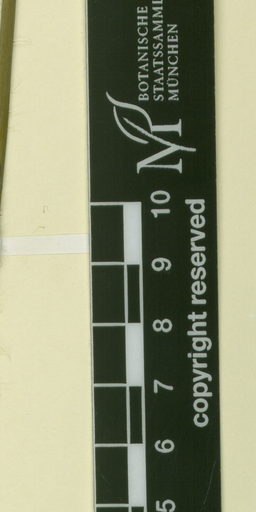 BOTANISCHE
STAATSSAMML
MÜNCHEN
M
10
9
8
7
6
5
copyright reserved